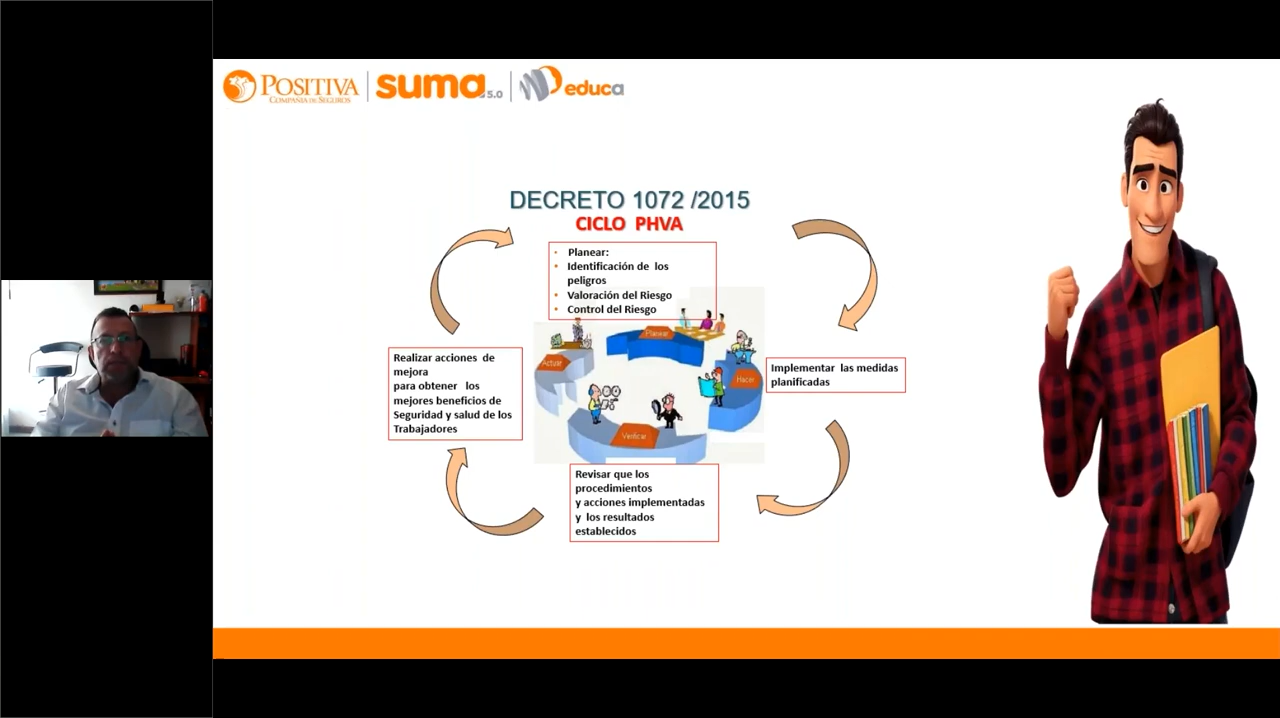 POSITIVA
COMPAÑÍA DE SEGUROS
suma 5.0
educa
DECRETO 1072 /2015
CICLO PHVA
• Planear:
• Identificación de los
peligros
• Valoración del Riesgo
• Control del Riesgo
Planear
Actuar
Hacer
Verificar
Implementar las medidas
planificadas
Realizar acciones de
mejora
para obtener los
mejores beneficios de
Seguridad y salud de los
Trabajadores
Revisar que los
procedimientos
y acciones implementadas
y los resultados
establecidos